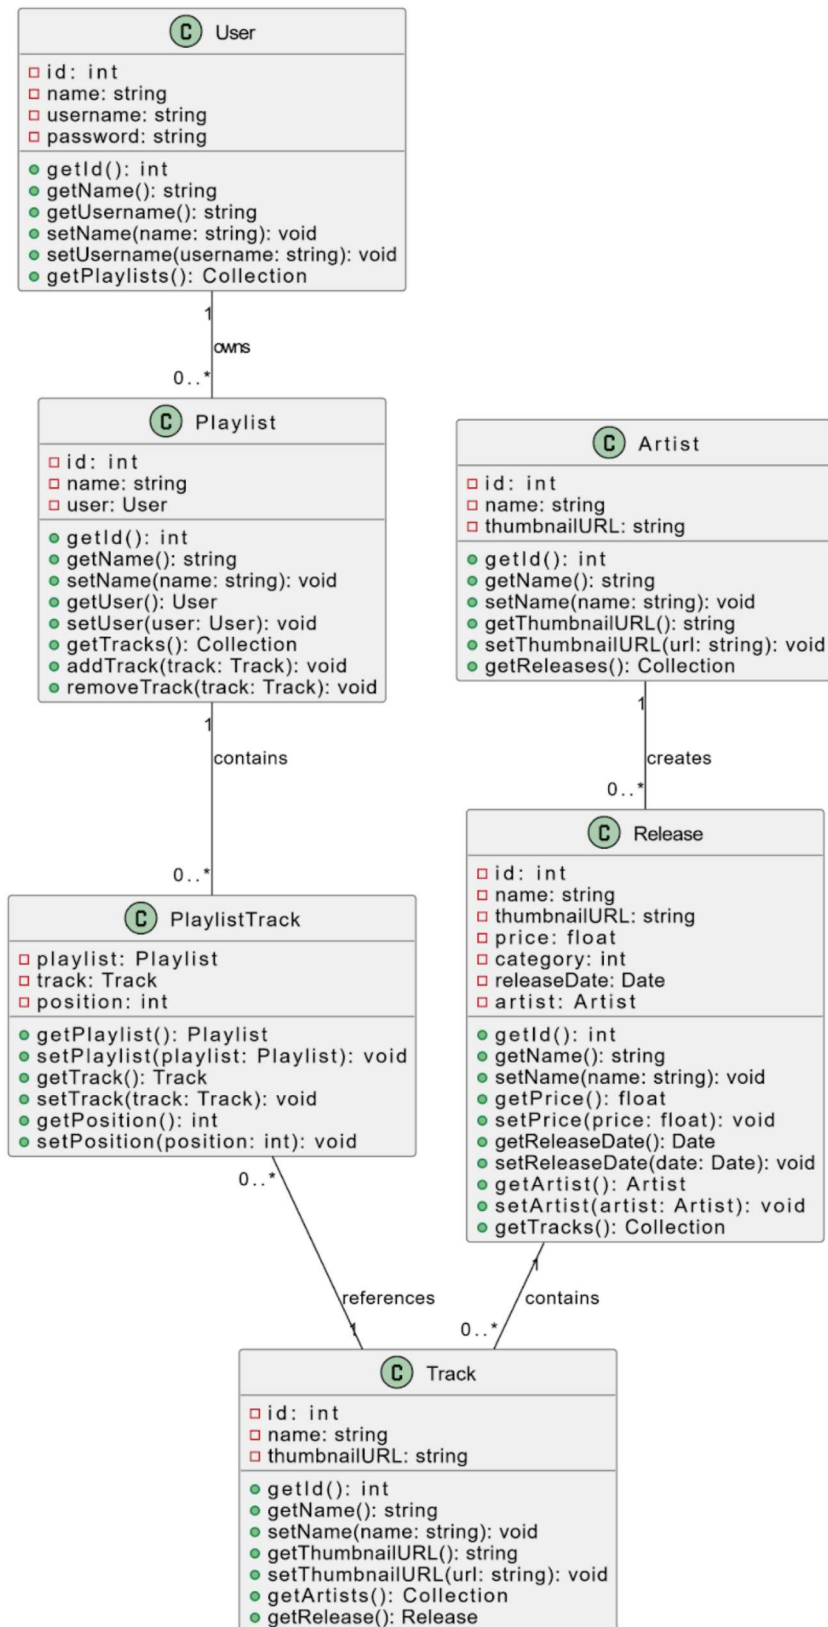 C User
id: int
name: string
username: string
password: string
getId(): int
getName(): string
getUsername(): string
setName(name: string): void
setUsername(username: string): void
getPlaylists(): Collection
1
owns
0..*
C Playlist
id: int
name: string
user: User
getId(): int
getName(): string
setName(name: string): void
getUser(): User
setUser(user: User): void
getTracks(): Collection
addTrack(track: Track): void
removeTrack(track: Track): void
C Artist
id: int
name: string
thumbnailURL: string
getId(): int
getName(): string
setName(name: string): void
getThumbnailURL(): string
setThumbnailURL(url: string): void
getReleases(): Collection
1
contains
0..*
1
creates
0..*
C PlaylistTrack
playlist: Playlist
track: Track
position: int
getPlaylist(): Playlist
setPlaylist(playlist: Playlist): void
getTrack(): Track
setTrack(track: Track): void
getPosition(): int
setPosition(position: int): void
C Release
id: int
name: string
thumbnailURL: string
price: float
category: int
releaseDate: Date
artist: Artist
getId(): int
getName(): string
setName(name: string): void
getPrice(): float
setPrice(price: float): void
getReleaseDate(): Date
setReleaseDate(date: Date): void
getArtist(): Artist
setArtist(artist: Artist): void
getTracks(): Collection
0..*
references
1
1
contains
0..*
C Track
id: int
name: string
thumbnailURL: string
getId(): int
getName(): string
setName(name: string): void
getThumbnailURL(): string
setThumbnailURL(url: string): void
getArtists(): Collection
getRelease(): Release